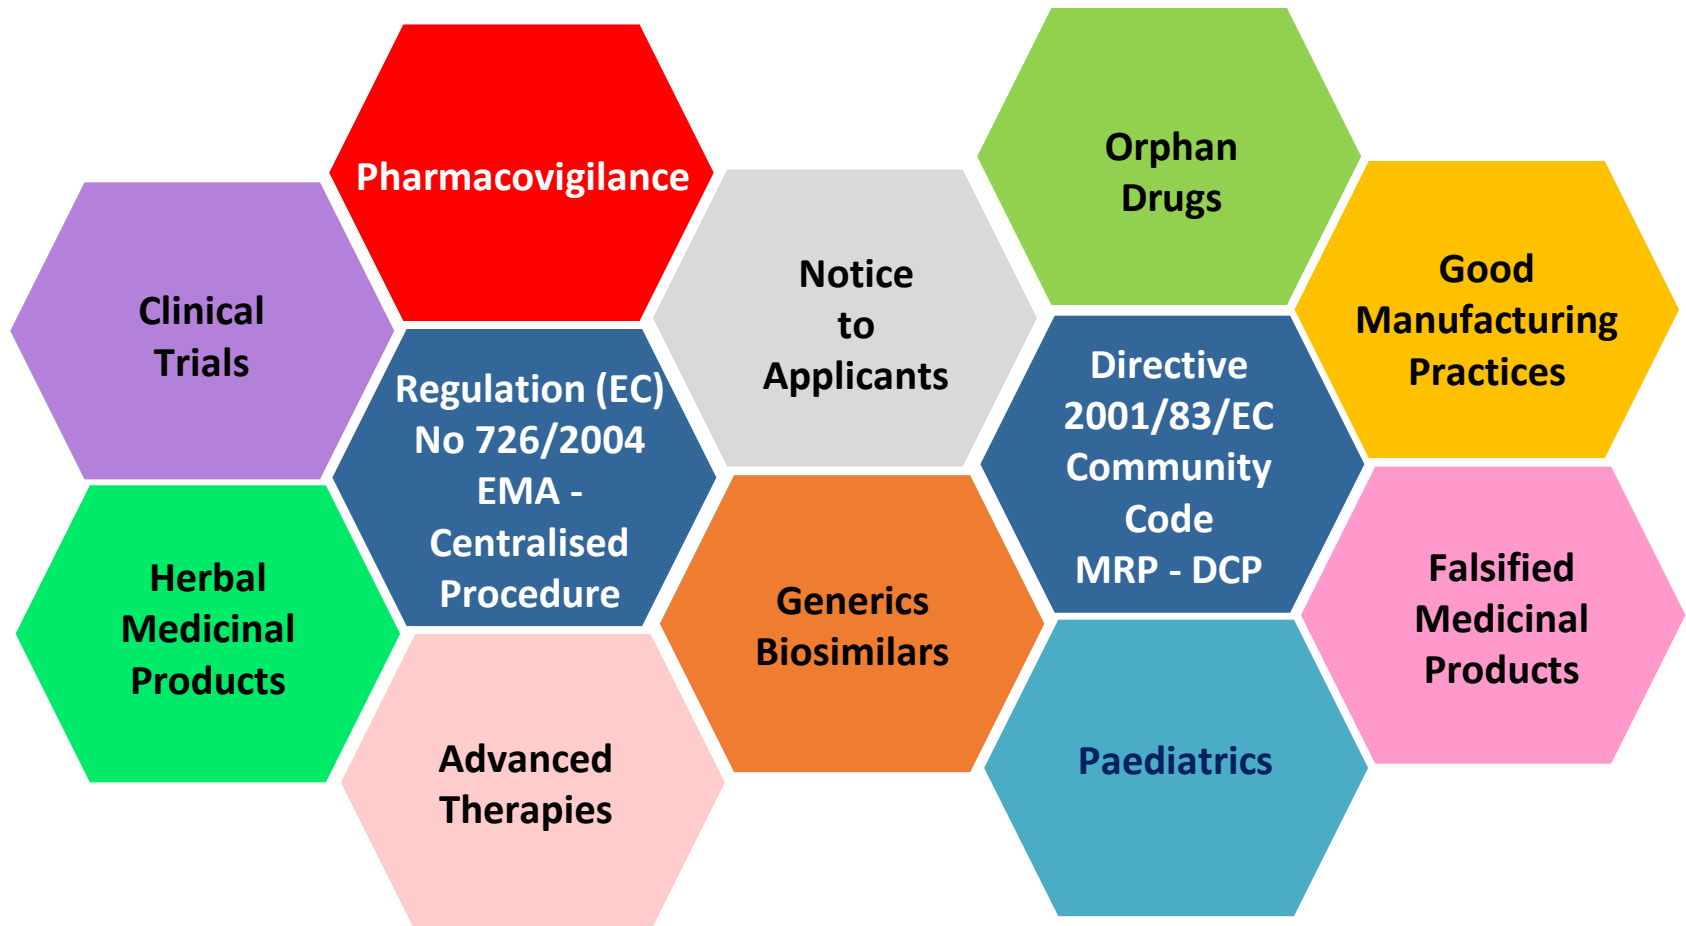 Pharmacovigilance
Orphan
Drugs
Clinical
Trials
Notice
to
Applicants
Good
Manufacturing
Practices
Regulation (EC)
No 726/2004
EMA -
Centralised
Procedure
Directive
2001/83/EC
Community
Code
MRP - DCP
Herbal
Medicinal
Products
Generics
Biosimilars
Falsified
Medicinal
Products
Advanced
Therapies
Paediatrics